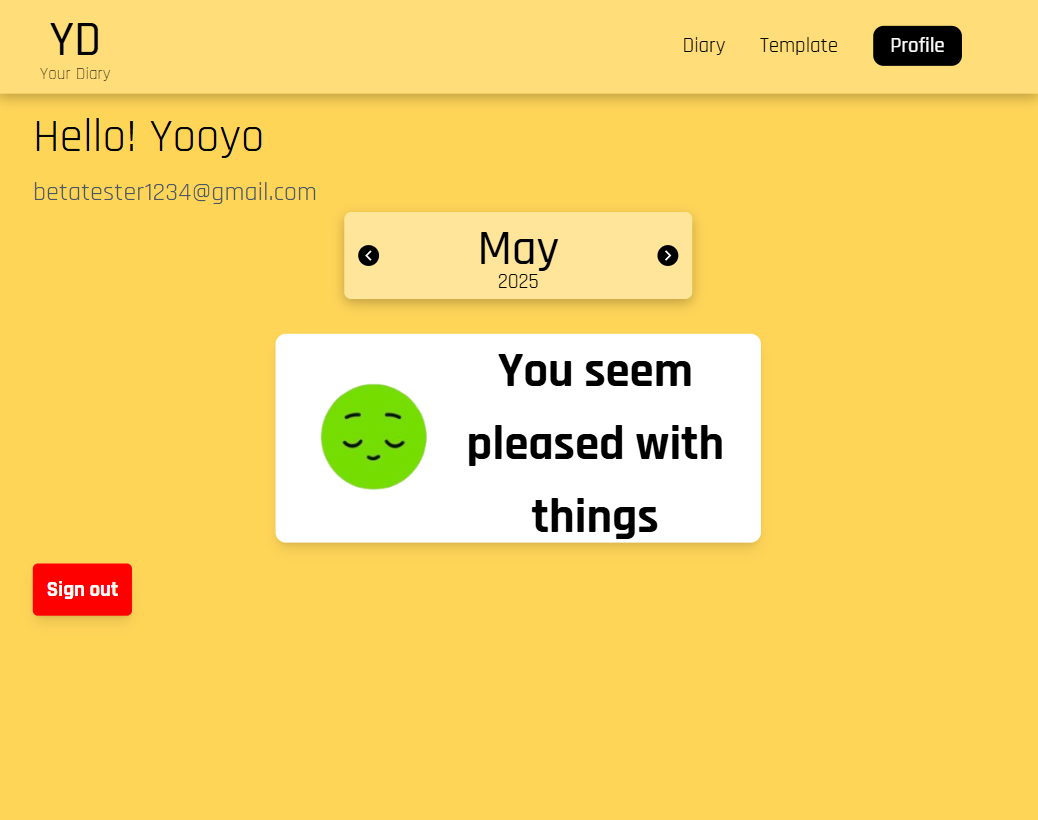 YD
Your Diary
Diary
Template
Profile
Hello! Yooyo
betatester1234@gmail.com
May
2025
You seem
pleased with
things
Sign out